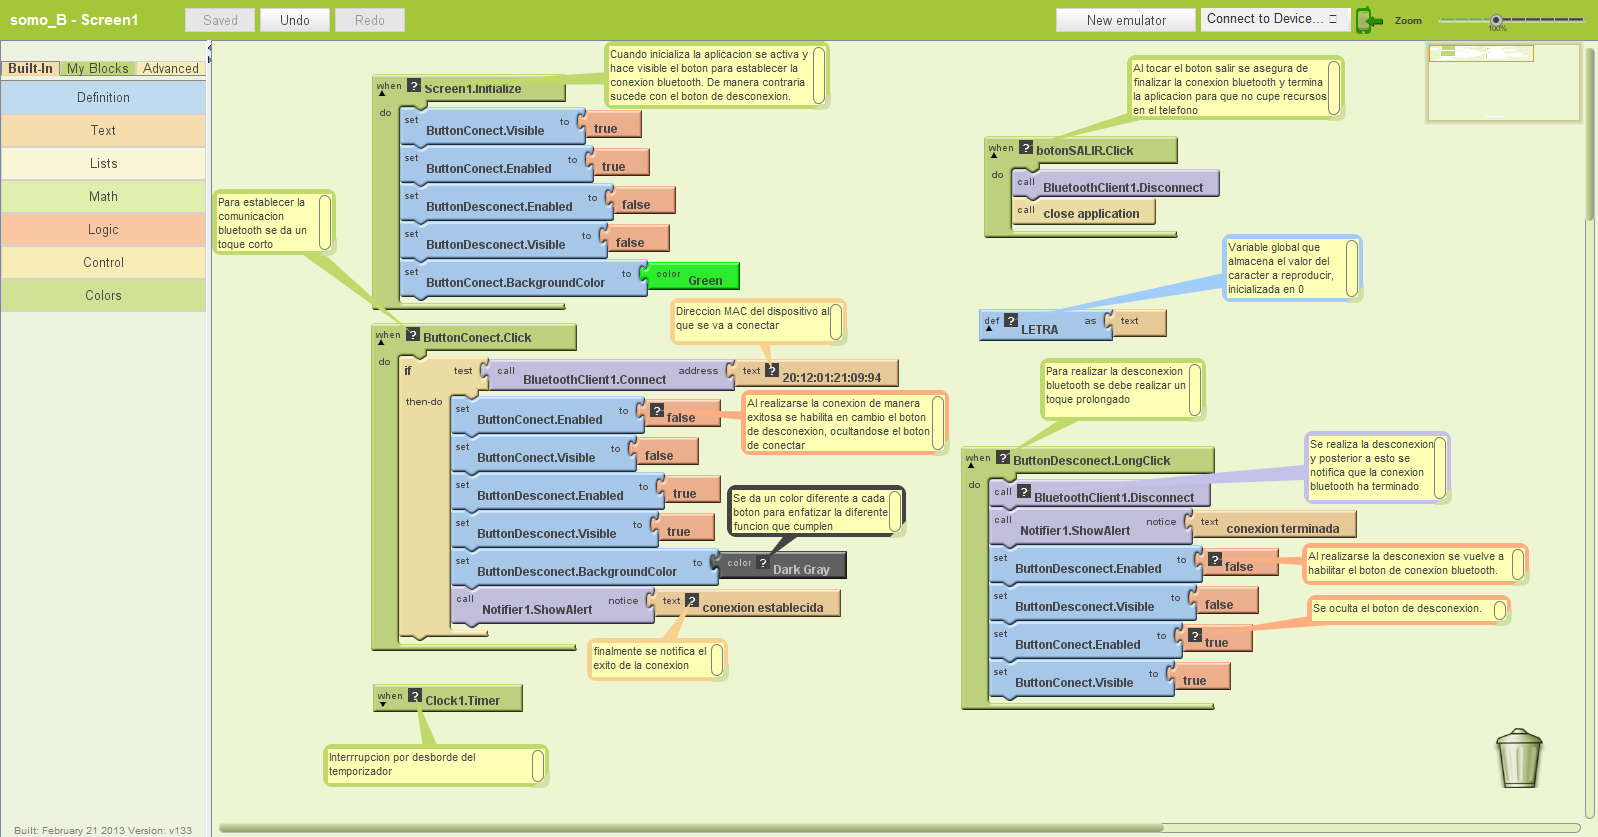 somo_B - Screen1
Saved
Undo
Redo
New emulator
Connect to Device...
Zoom
100%
Built-In
My Blocks
Advanced
Definition
Text
Lists
Math
Logic
Control
Colors
Built: February 21 2013 Version: v133
Cuando inicializa la aplicacion se activa y
hace visible el boton para establecer la
conexion bluetooth. De manera contraria
sucede con el boton de desconexion.
when ? Screen1.Initialize
do
set ButtonConect.Visible to true
set ButtonConect.Enabled to true
set ButtonDesconect.Enabled to false
set ButtonDesconect.Visible to false
set ButtonConect.BackgroundColor to color Green
Para establecer la
comunicacion
bluetooth se da un
toque corto
Direccion MAC del dispositivo al
que se va a conectar
when ? ButtonConect.Click
do
if test call BluetoothClient1.Connect address text ? 20:12:01:21:09:94
then-do
set ButtonConect.Enabled to ? false
set ButtonConect.Visible to false
set ButtonDesconect.Enabled to true
set ButtonDesconect.Visible to true
set ButtonDesconect.BackgroundColor to color ? Dark Gray
call Notifier1.ShowAlert notice text ? conexion establecida
Al realizarse la conexion de manera
exitosa se habilita en cambio el boton
de desconexion, ocultandose el boton
de conectar
Se da un color diferente a cada
boton para enfatizar la diferente
funcion que cumplen
finalmente se notifica el
exito de la conexion
when ? Clock1.Timer
Interrrupcion por desborde del
temporizador
Al tocar el boton salir se asegura de
finalizar la conexion bluetooth y termina
la aplicacion para que no cupe recursos
en el telefono
when ? botonSALIR.Click
do
call BluetoothClient1.Disconnect
call close application
Variable global que
almacena el valor del
caracter a reproducir,
inicializada en 0
def ? LETRA as text
Para realizar la desconexion
bluetooth se debe realizar un
toque prolongado
when ? ButtonDesconect.LongClick
do
call ? BluetoothClient1.Disconnect
call Notifier1.ShowAlert notice text conexion terminada
set ButtonDesconect.Enabled to ? false
set ButtonDesconect.Visible to false
set ButtonConect.Enabled to ? true
set ButtonConect.Visible to true
Se realiza la desconexion
y posterior a esto se
notifica que la conexion
bluetooth ha terminado
Al realizarse la desconexion se vuelve a
habilitar el boton de conexion bluetooth.
Se oculta el boton de desconexion.